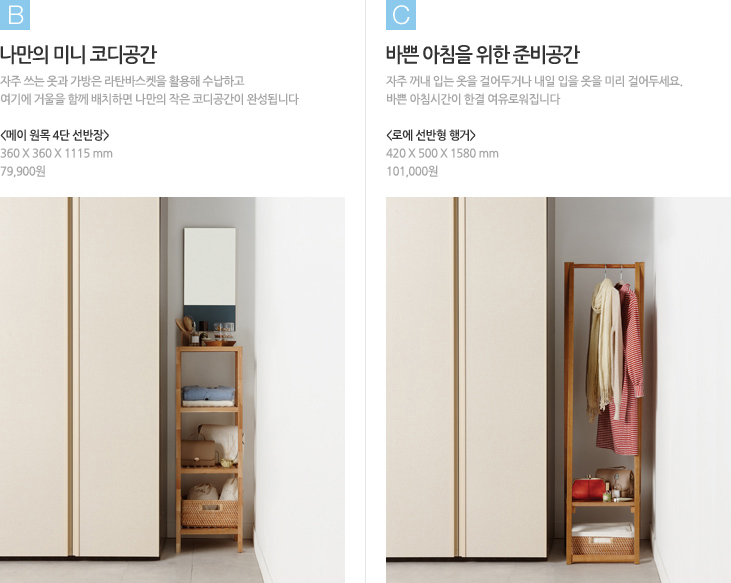 B
나만의 미니 코디공간
자주 쓰는 옷과 가방은 라탄바스켓을 활용해 수납하고
여기에 거울을 함께 배치하면 나만의 작은 코디공간이 완성됩니다
<메이 원목 4단 선반장>
360 X 360 X 1115 mm
79,900원
C
바쁜 아침을 위한 준비공간
자주 꺼내 입는 옷을 걸어두거나 내일 입을 옷을 미리 걸어두세요.
바쁜 아침시간이 한결 여유로워집니다
<로에 선반형 행거>
420 X 500 X 1580 mm
101,000원